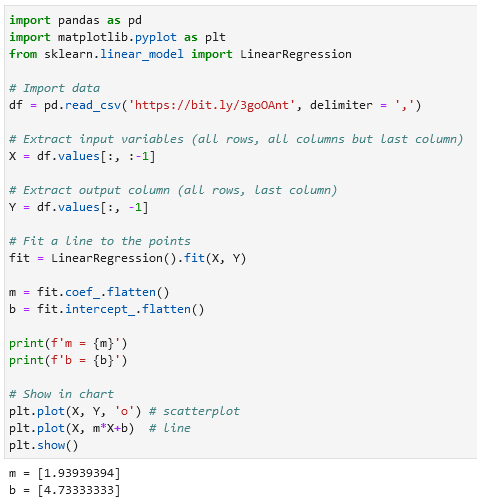 import pandas as pd
import matplotlib.pyplot as plt
from sklearn.linear_model import LinearRegression
# Import data
df = pd.read_csv('https://bit.ly/3goOAnt', delimiter = ',')
# Extract input variables (all rows, all columns but last column)
X = df.values[:, :-1]
# Extract output column (all rows, last column)
Y = df.values[:, -1]
# Fit a line to the points
fit = LinearRegression().fit(X, Y)
m = fit.coef_.flatten()
b = fit.intercept_.flatten()
print(f'm = {m}')
print(f'b = {b}')
# Show in chart
plt.plot(X, Y, 'o') # scatterplot
plt.plot(X, m*X+b)  # line
plt.show()
m = [1.93939394]
b = [4.73333333]